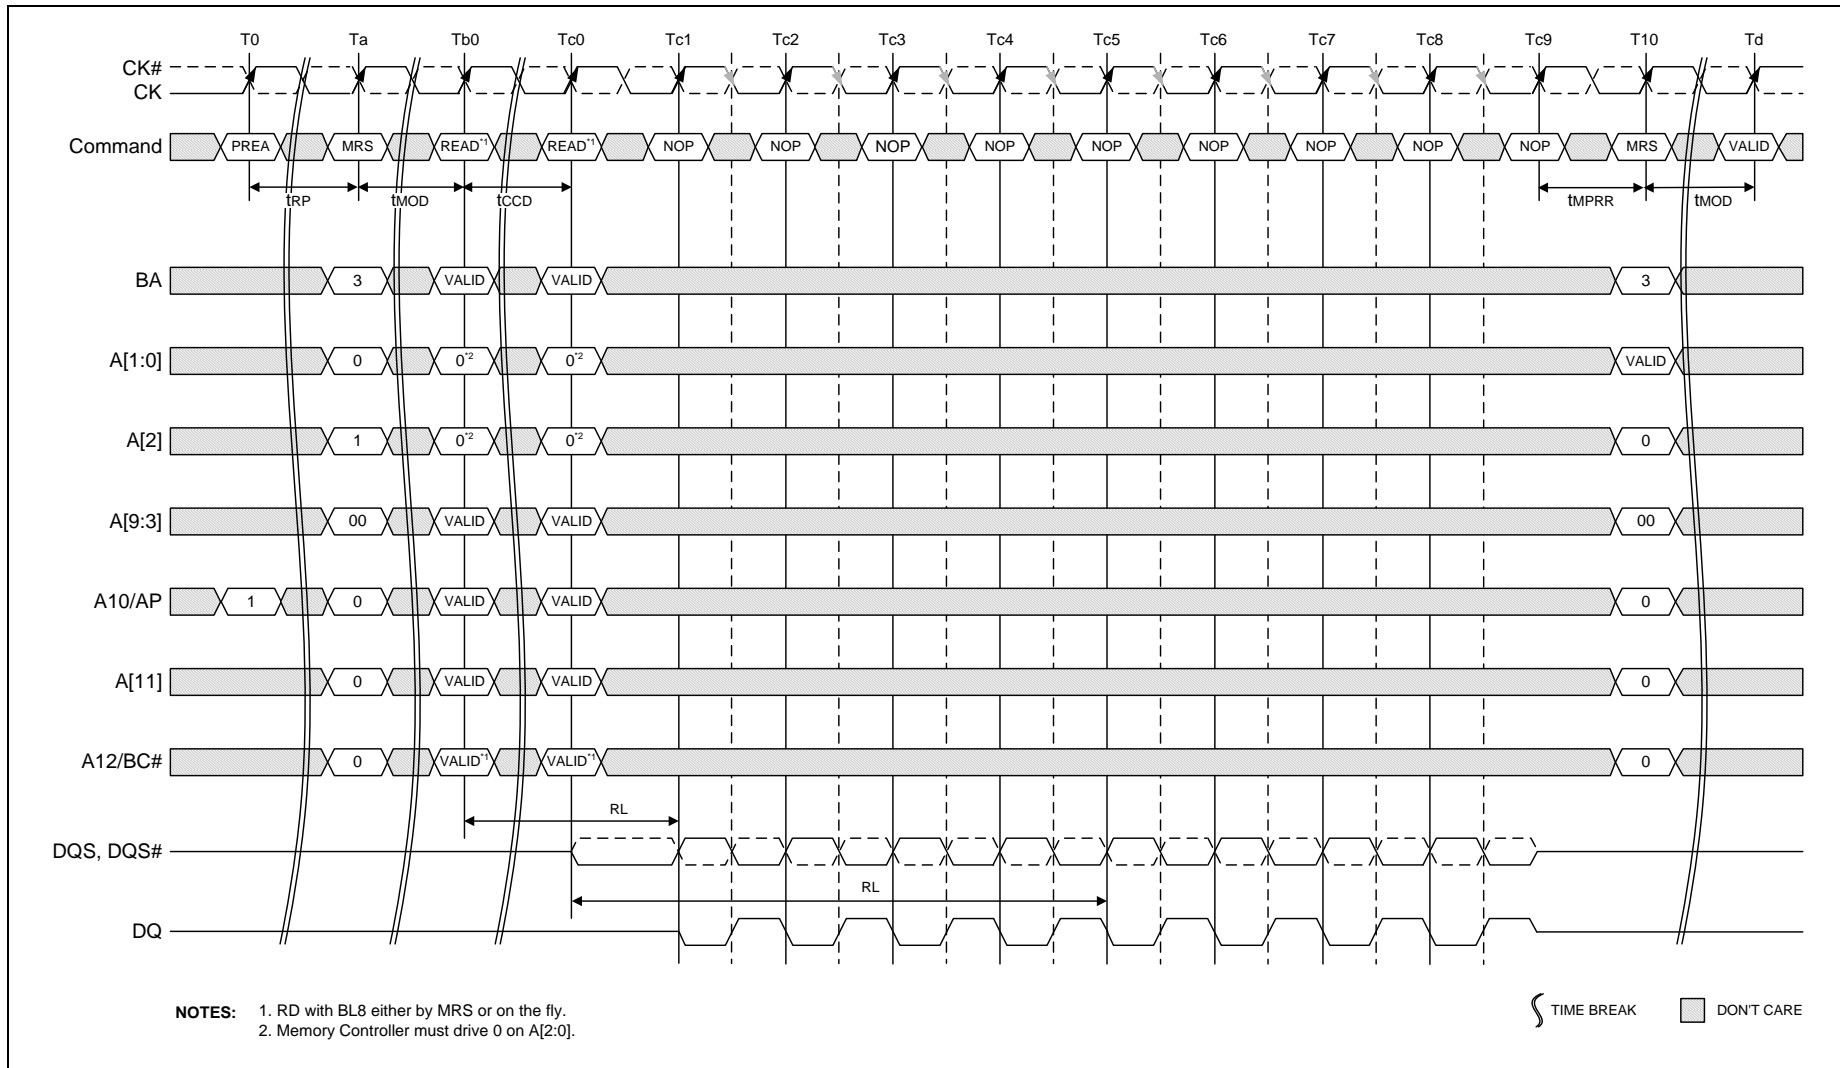 T0 Ta Tb0 Tc0 Tc1 Tc2 Tc3 Tc4 Tc5 Tc6 Tc7 Tc8 Tc9 T10 Td
CK#
CK
Command PREA MRS READ*1 READ*1 NOP NOP NOP NOP NOP NOP NOP NOP NOP MRS VALID
tRP tMOD tCCD tMPRR tMOD
BA 3 VALID VALID 3
A[1:0] 0 0*2 0*2 VALID
A[2] 1 0*2 0*2 0
A[9:3] 00 VALID VALID 00
A10/AP 1 0 VALID VALID 0
A[11] 0 VALID VALID 0
A12/BC# 0 VALID*1 VALID*1 0
RL
DQS, DQS#
RL
DQ
NOTES: 1. RD with BL8 either by MRS or on the fly.
2. Memory Controller must drive 0 on A[2:0].
TIME BREAK DON'T CARE